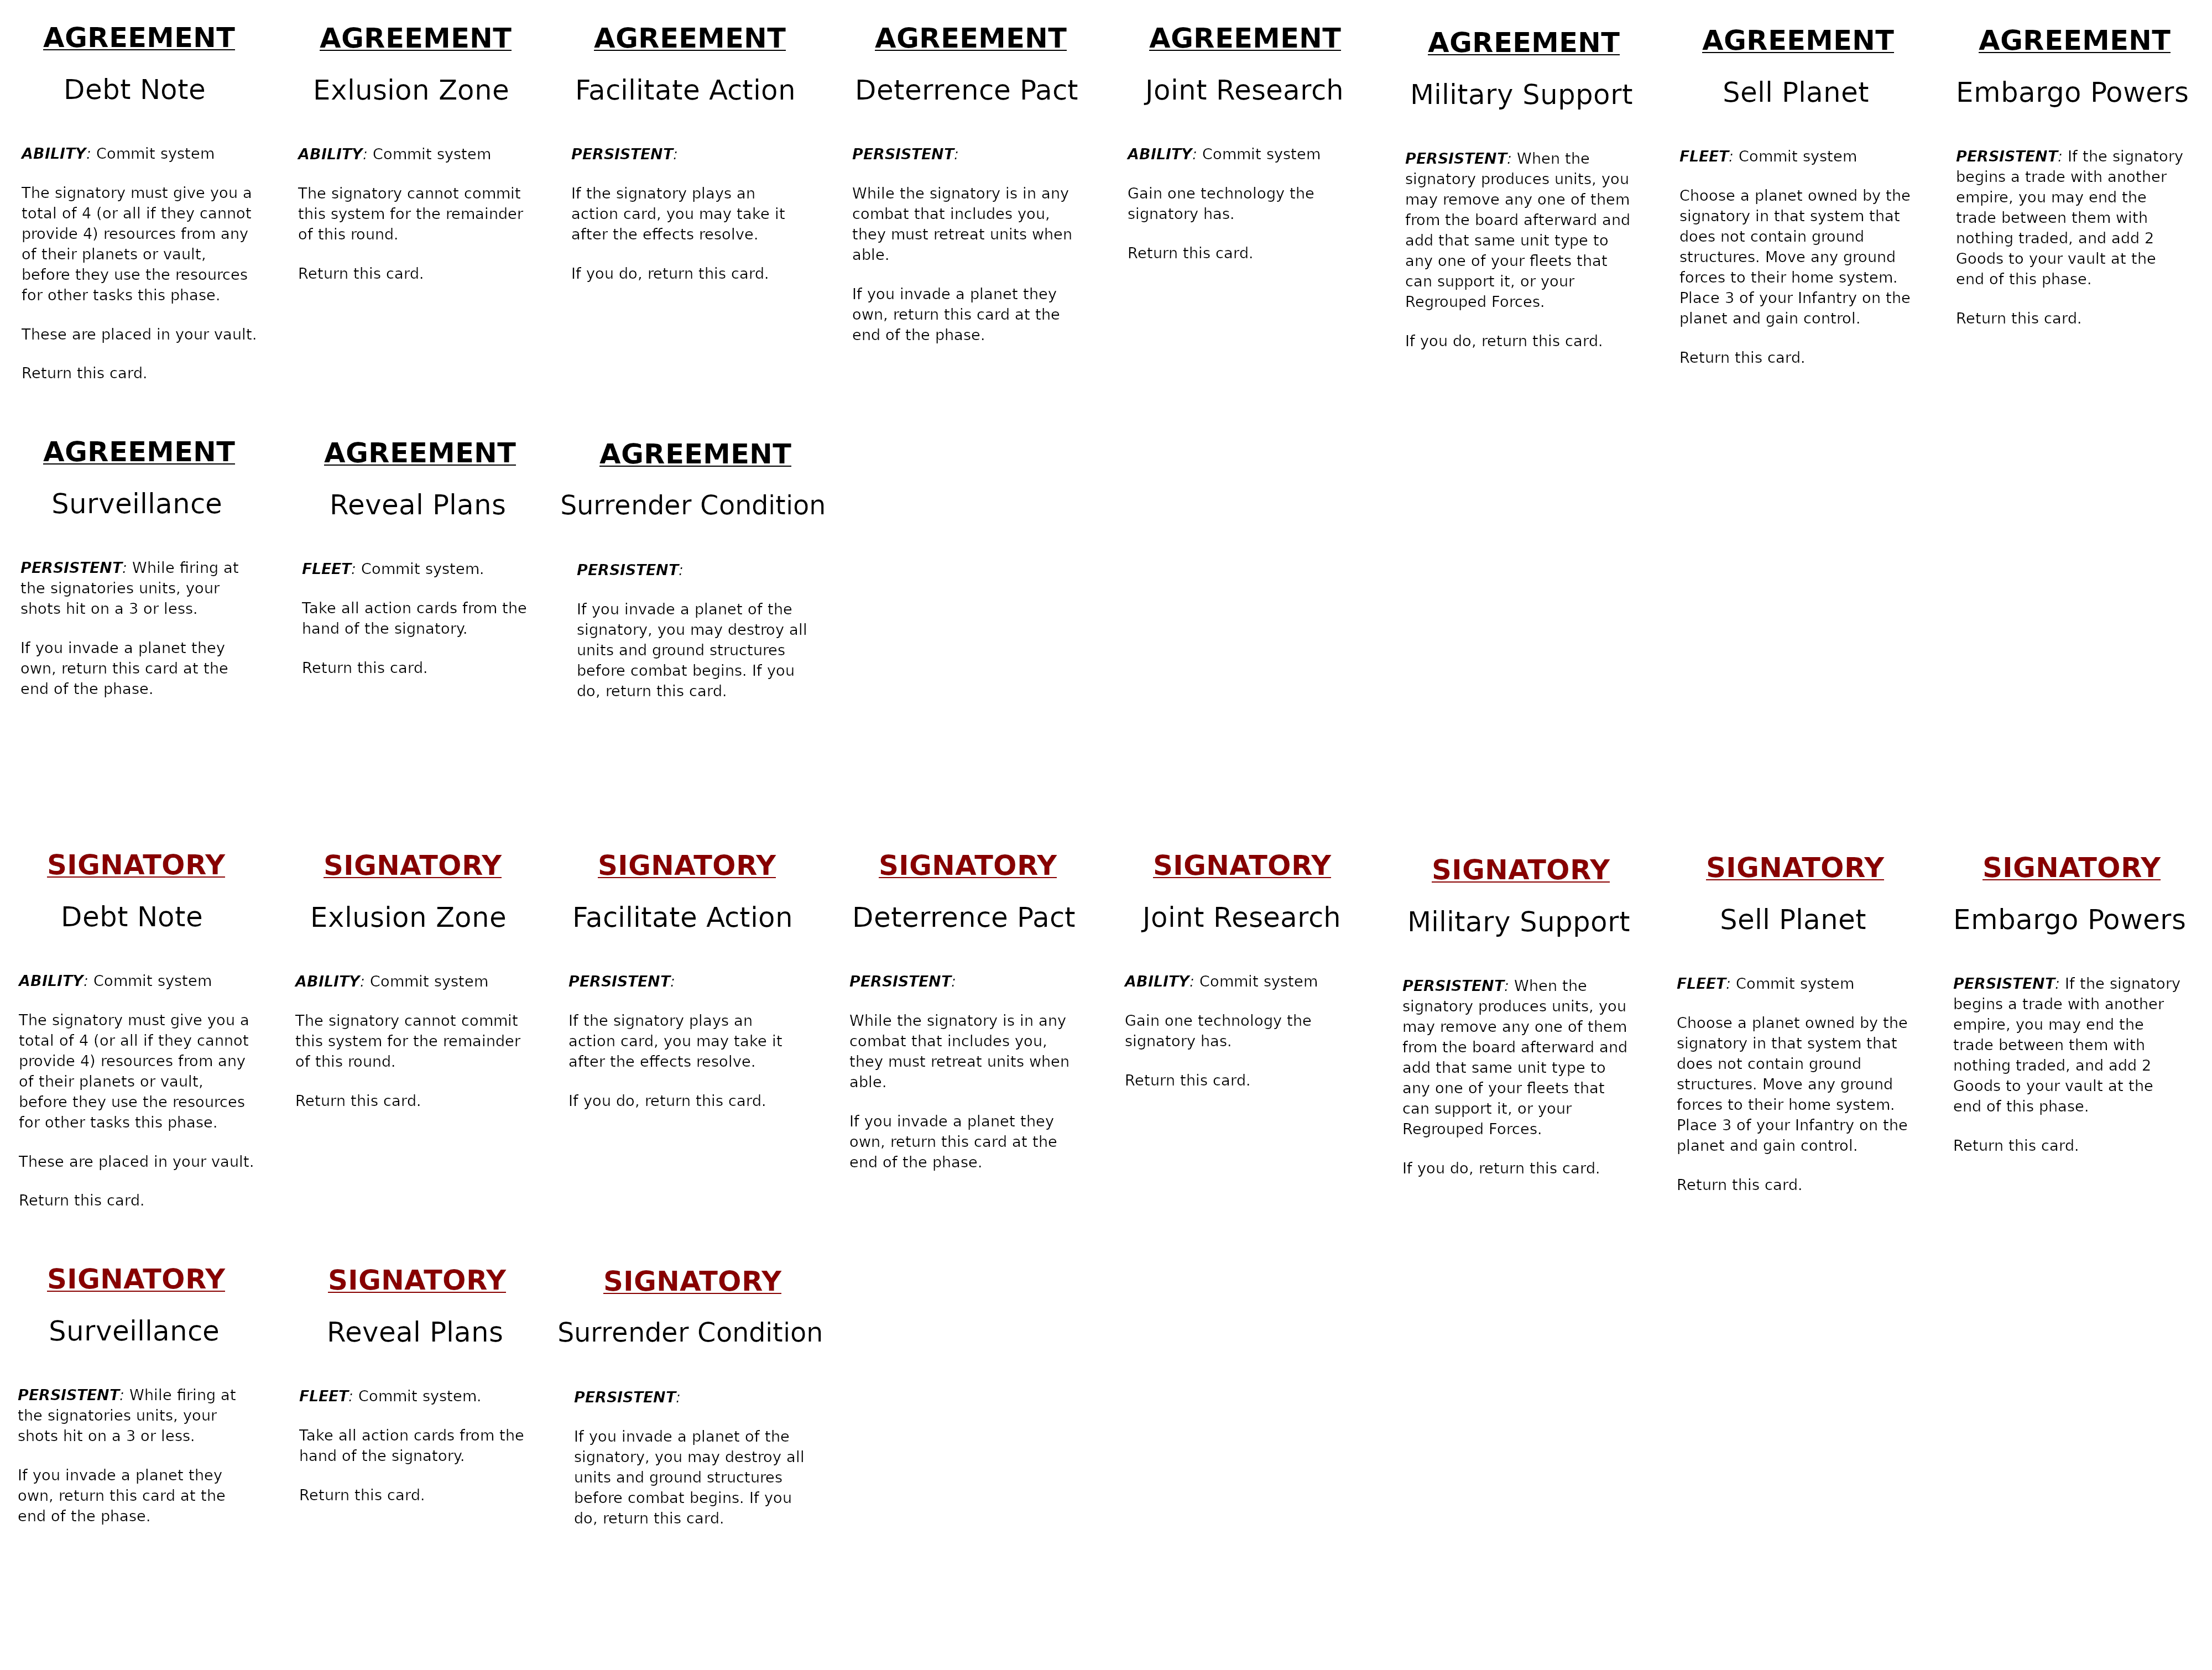 AGREEMENT
Debt Note
ABILITY: Commit system
The signatory must give you a
total of 4 (or all if they cannot
provide 4) resources from any
of their planets or vault,
before they use the resources
for other tasks this phase.
These are placed in your vault.
Return this card.
AGREEMENT
Exlusion Zone
ABILITY: Commit system
The signatory cannot commit
this system for the remainder
of this round.
Return this card.
AGREEMENT
Facilitate Action
PERSISTENT:
If the signatory plays an
action card, you may take it
after the effects resolve.
If you do, return this card.
AGREEMENT
Deterrence Pact
PERSISTENT:
While the signatory is in any
combat that includes you,
they must retreat units when
able.
If you invade a planet they
own, return this card at the
end of the phase.
AGREEMENT
Joint Research
ABILITY: Commit system
Gain one technology the
signatory has.
Return this card.
AGREEMENT
Military Support
PERSISTENT: When the
signatory produces units, you
may remove any one of them
from the board afterward and
add that same unit type to
any one of your fleets that
can support it, or your
Regrouped Forces.
If you do, return this card.
AGREEMENT
Sell Planet
FLEET: Commit system
Choose a planet owned by the
signatory in that system that
does not contain ground
structures. Move any ground
forces to their home system.
Place 3 of your Infantry on the
planet and gain control.
Return this card.
AGREEMENT
Embargo Powers
PERSISTENT: If the signatory
begins a trade with another
empire, you may end the
trade between them with
nothing traded, and add 2
Goods to your vault at the
end of this phase.
Return this card.
AGREEMENT
Surveillance
PERSISTENT: While firing at
the signatories units, your
shots hit on a 3 or less.
If you invade a planet they
own, return this card at the
end of the phase.
AGREEMENT
Reveal Plans
FLEET: Commit system.
Take all action cards from the
hand of the signatory.
Return this card.
AGREEMENT
Surrender Condition
PERSISTENT:
If you invade a planet of the
signatory, you may destroy all
units and ground structures
before combat begins. If you
do, return this card.
SIGNATORY
Debt Note
ABILITY: Commit system
The signatory must give you a
total of 4 (or all if they cannot
provide 4) resources from any
of their planets or vault,
before they use the resources
for other tasks this phase.
These are placed in your vault.
Return this card.
SIGNATORY
Exlusion Zone
ABILITY: Commit system
The signatory cannot commit
this system for the remainder
of this round.
Return this card.
SIGNATORY
Facilitate Action
PERSISTENT:
If the signatory plays an
action card, you may take it
after the effects resolve.
If you do, return this card.
SIGNATORY
Deterrence Pact
PERSISTENT:
While the signatory is in any
combat that includes you,
they must retreat units when
able.
If you invade a planet they
own, return this card at the
end of the phase.
SIGNATORY
Joint Research
ABILITY: Commit system
Gain one technology the
signatory has.
Return this card.
SIGNATORY
Military Support
PERSISTENT: When the
signatory produces units, you
may remove any one of them
from the board afterward and
add that same unit type to
any one of your fleets that
can support it, or your
Regrouped Forces.
If you do, return this card.
SIGNATORY
Sell Planet
FLEET: Commit system
Choose a planet owned by the
signatory in that system that
does not contain ground
structures. Move any ground
forces to their home system.
Place 3 of your Infantry on the
planet and gain control.
Return this card.
SIGNATORY
Embargo Powers
PERSISTENT: If the signatory
begins a trade with another
empire, you may end the
trade between them with
nothing traded, and add 2
Goods to your vault at the
end of this phase.
Return this card.
SIGNATORY
Surveillance
PERSISTENT: While firing at
the signatories units, your
shots hit on a 3 or less.
If you invade a planet they
own, return this card at the
end of the phase.
SIGNATORY
Reveal Plans
FLEET: Commit system.
Take all action cards from the
hand of the signatory.
Return this card.
SIGNATORY
Surrender Condition
PERSISTENT:
If you invade a planet of the
signatory, you may destroy all
units and ground structures
before combat begins. If you
do, return this card.